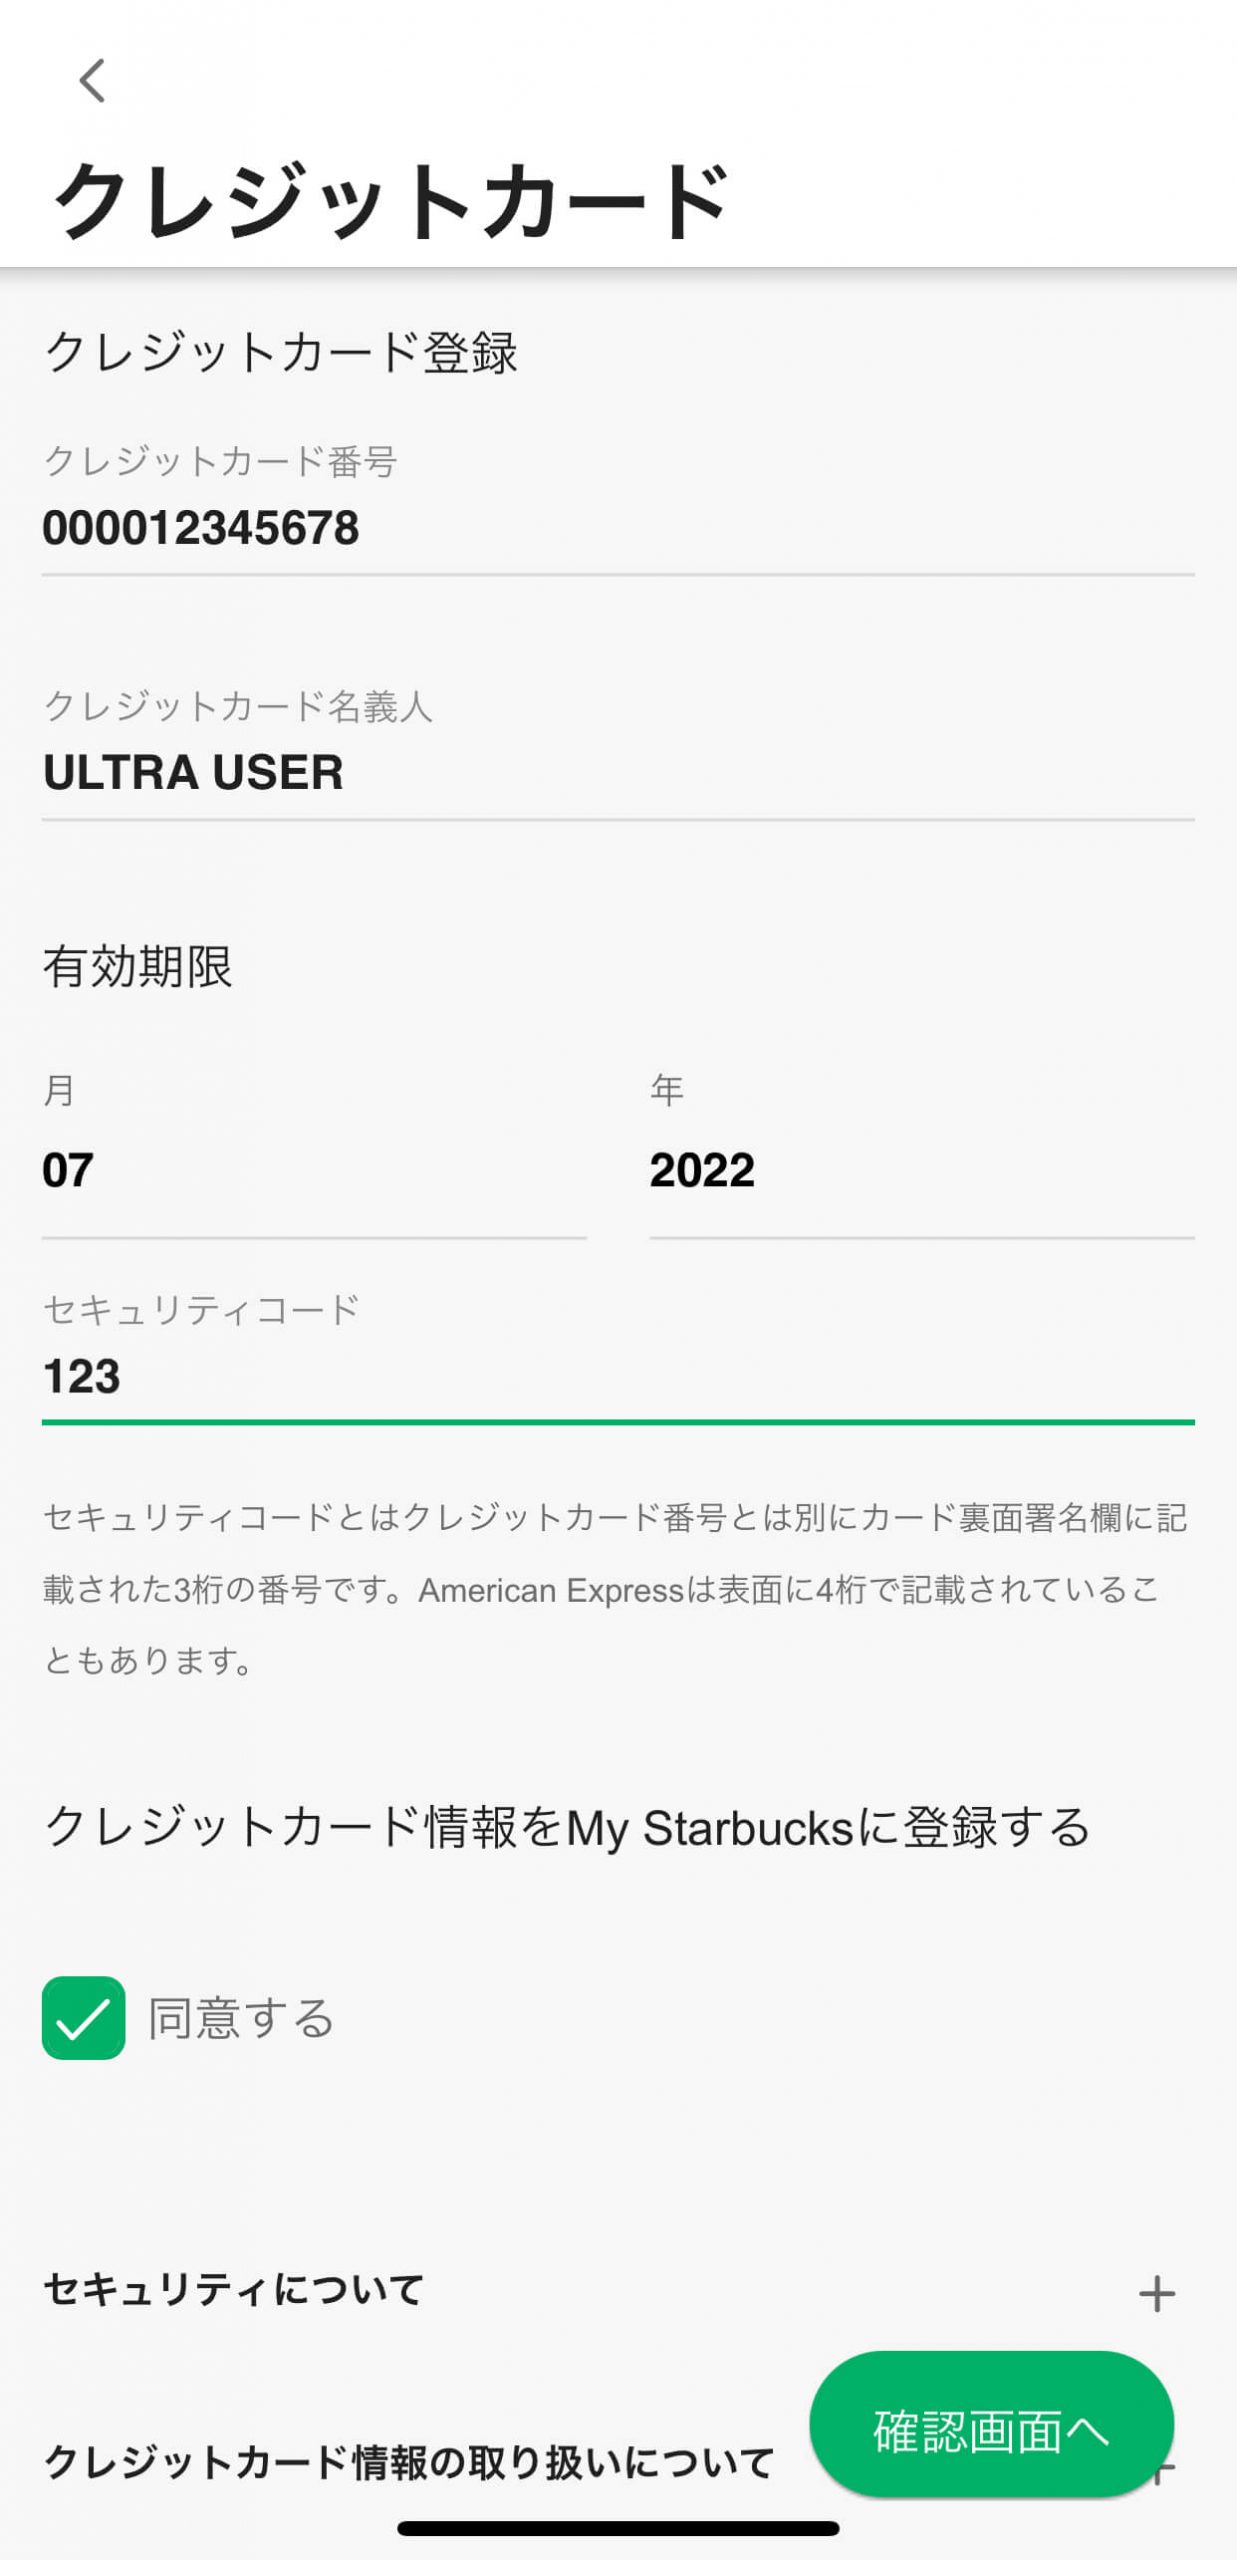 クレジットカード
クレジットカード登録
クレジットカード番号
000012345678
クレジットカード名義人
ULTRA USER
有効期限
月
年
07
2022
セキュリティコード
123
セキュリティコードとはクレジットカード番号とは別にカード裏面署名欄に記
載された3桁の番号です。American Expressは表面に4桁で記載されているこ
ともあります。
クレジットカード情報をMy Starbucksに登録する
同意する
セキュリティについて
確認画面へ
クレジットカード情報の取り扱いについて